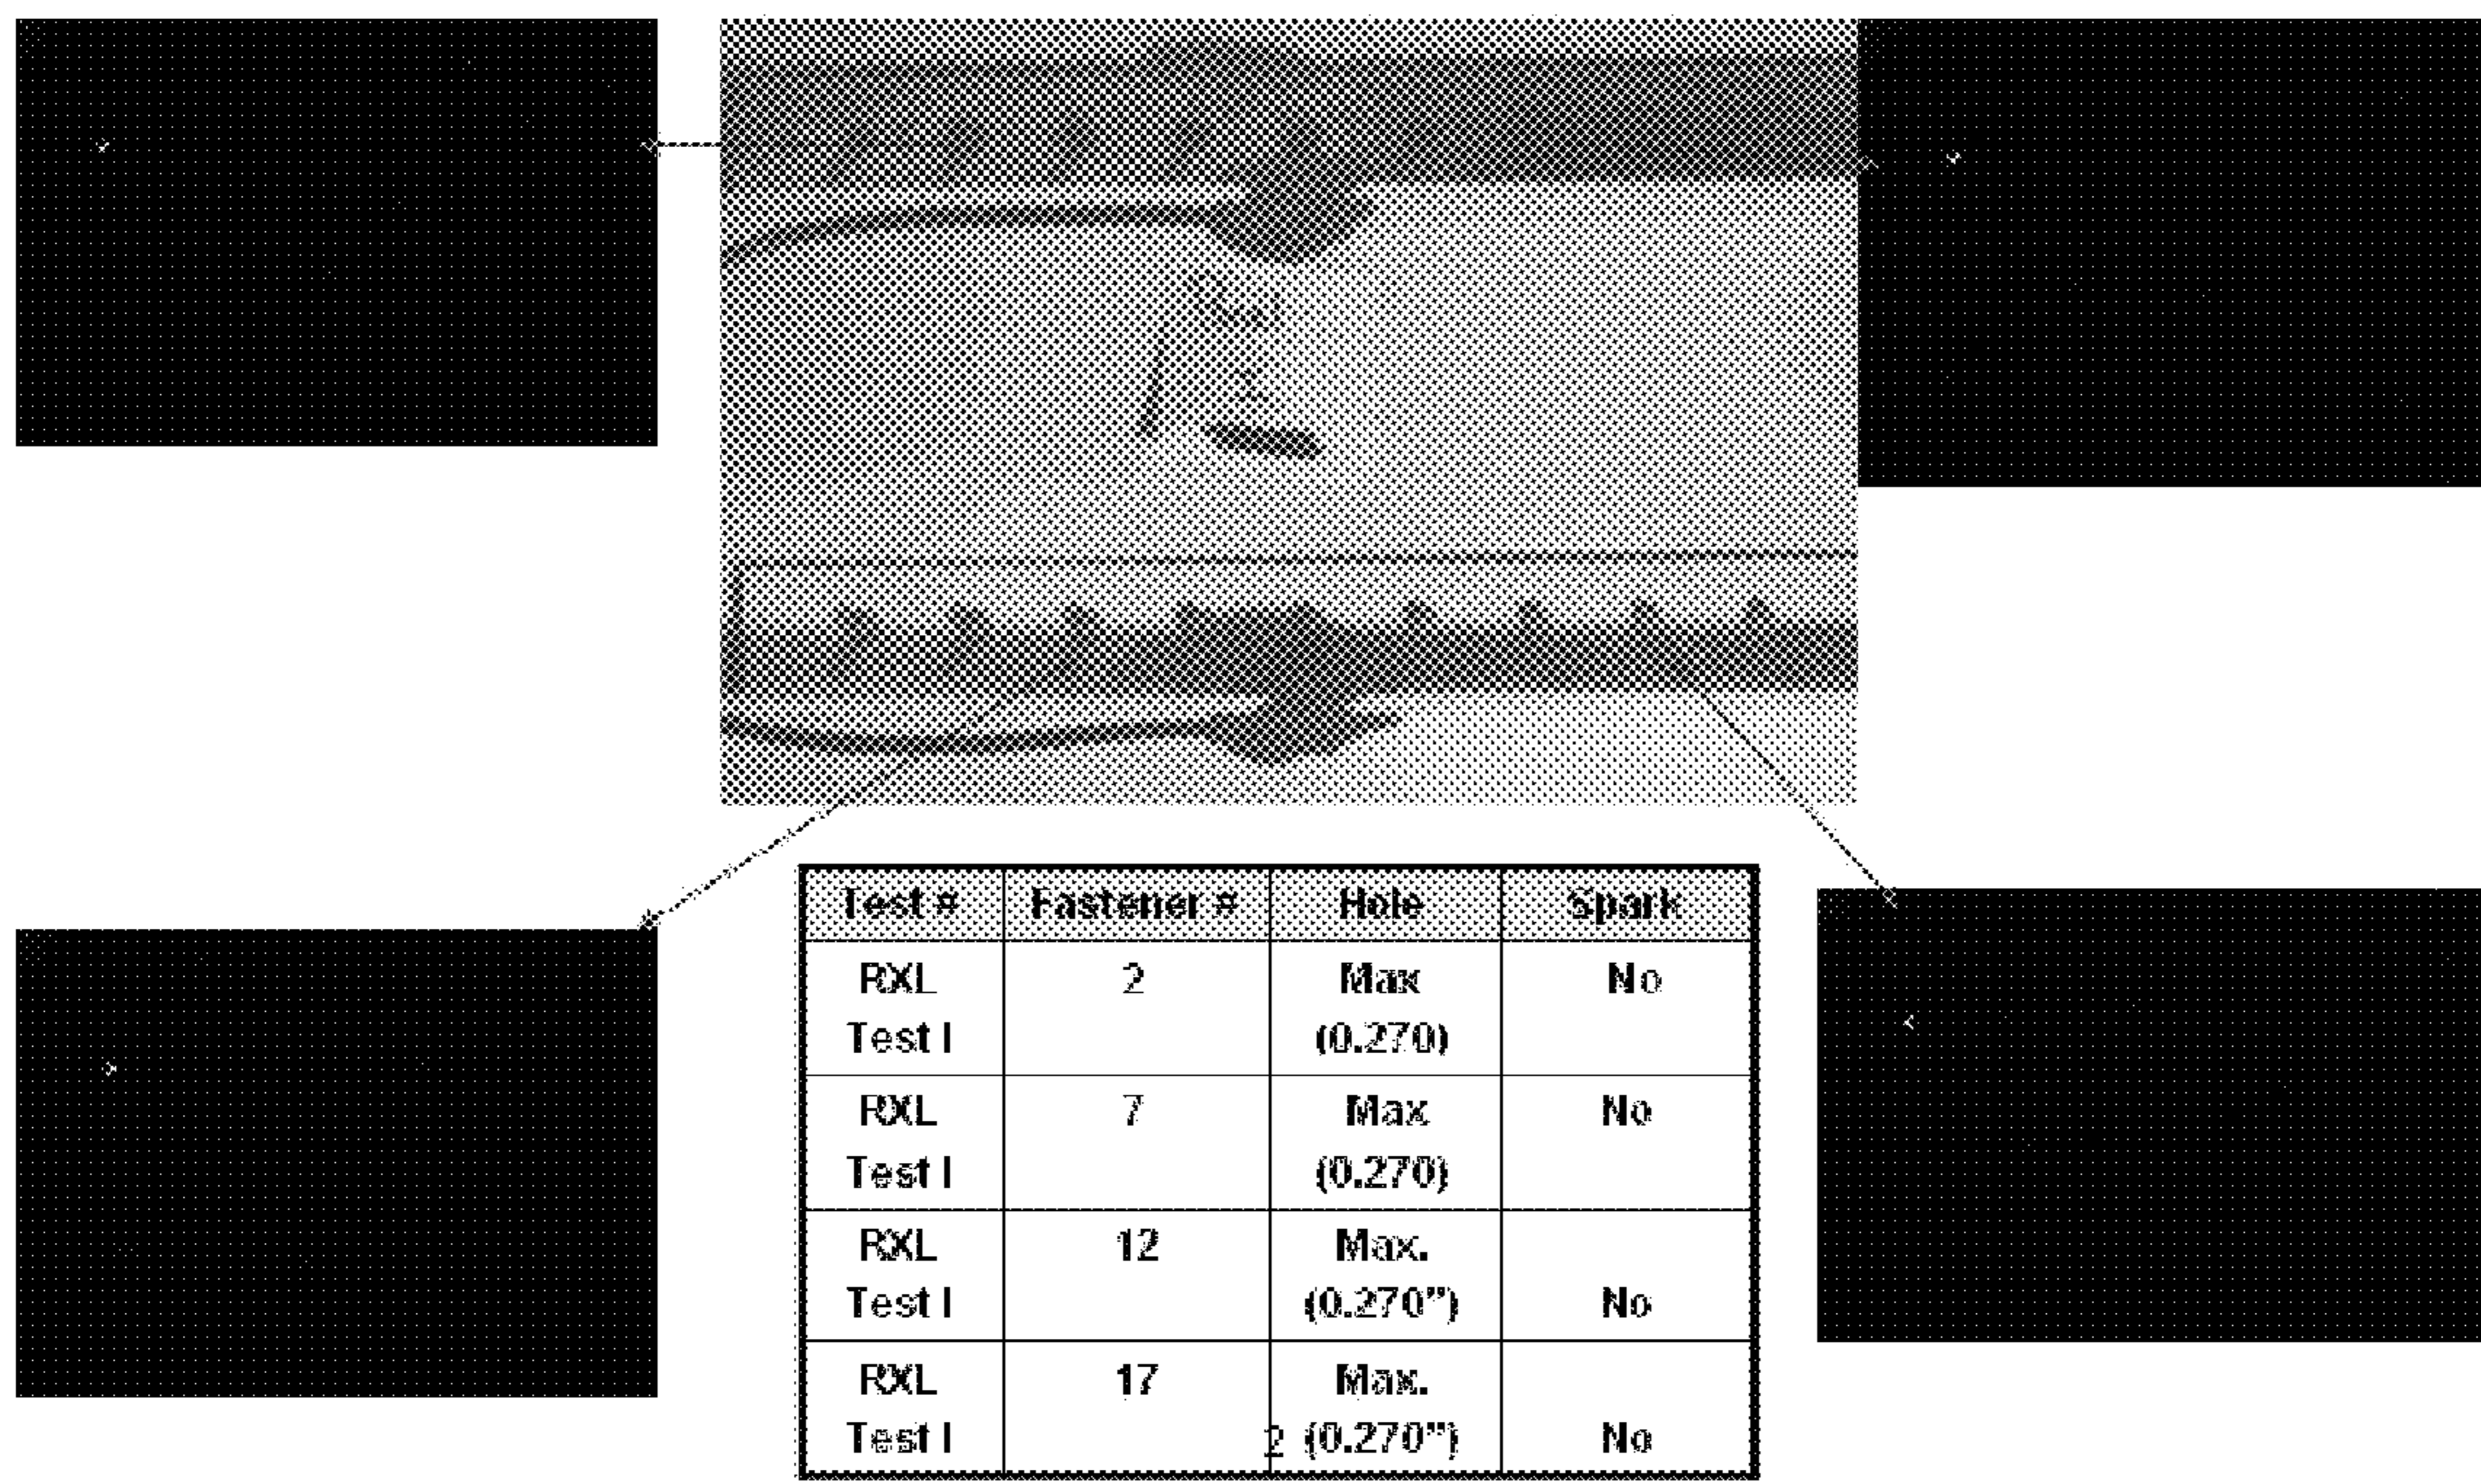 Test # Fastener # Hole Spark
RXL 2 Max No
Test I (0.270)
RXL 7 Max No
Test I (0.270)
RXL 12 Max.
Test I (0.270") No
RXL 17 Max.
Test I 2 (0.270") No